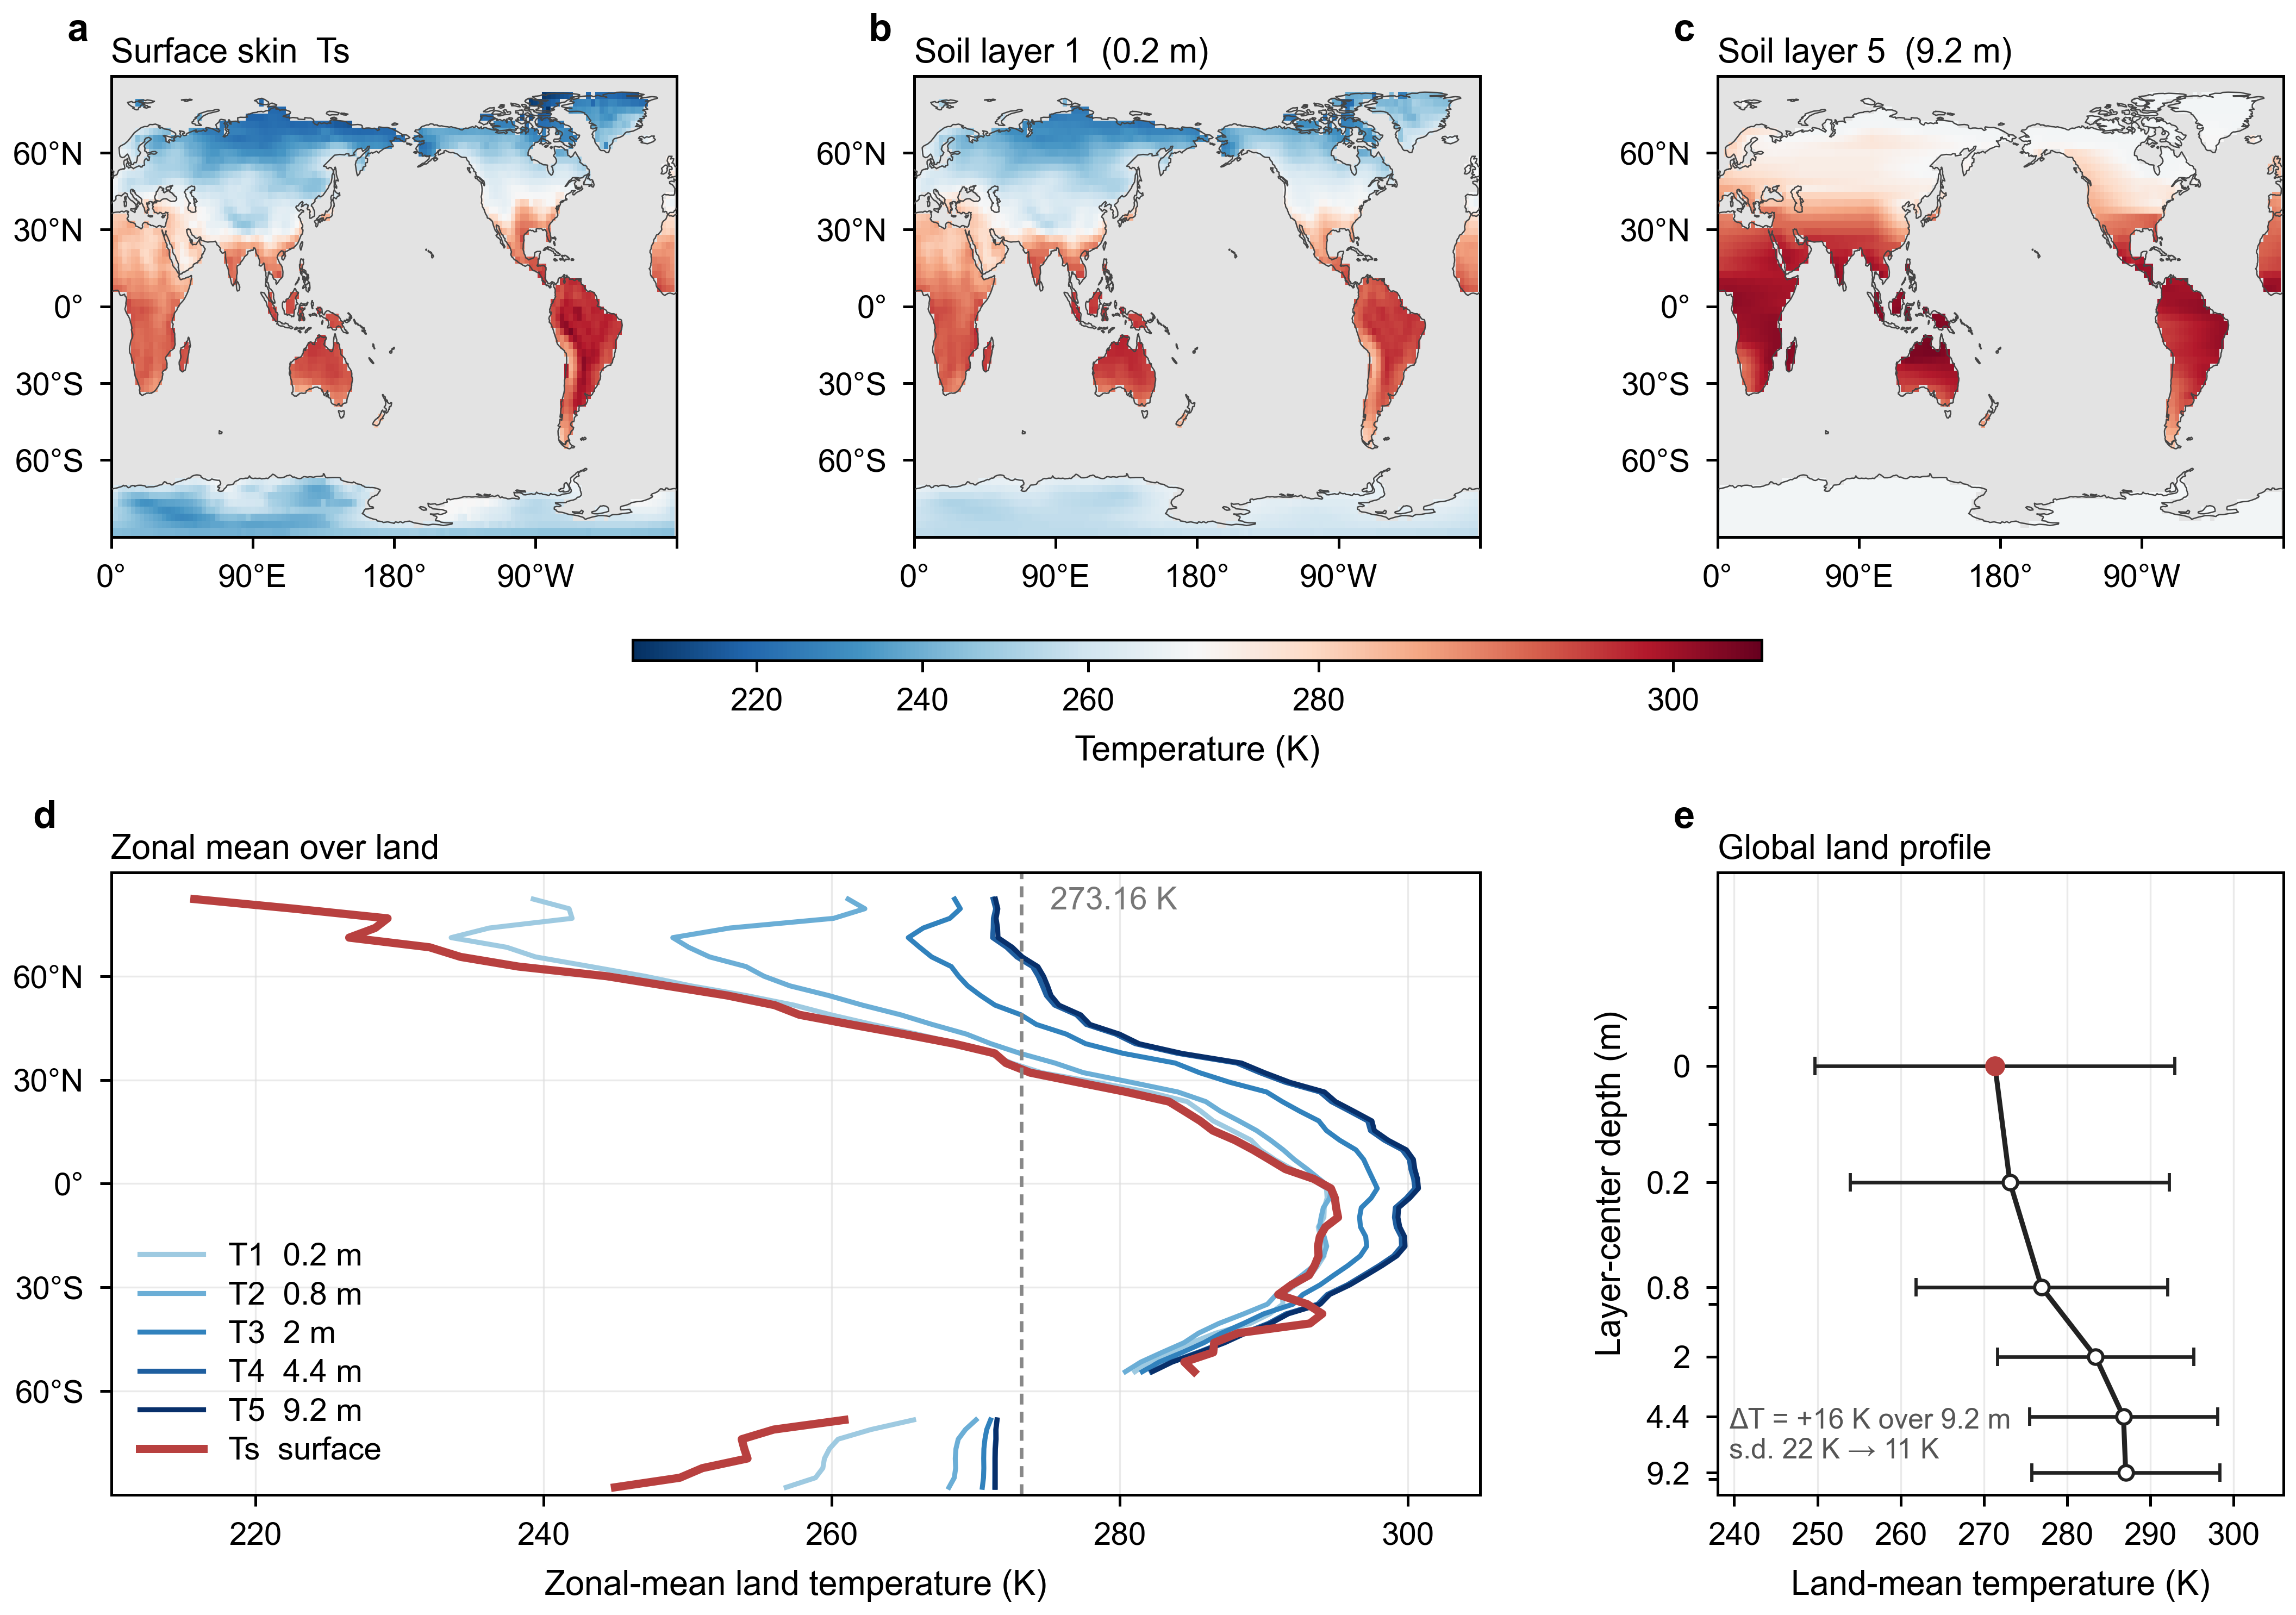 a
Surface skin Ts
60°N
30°N
0°
30°S
60°S
0°
90°E
180°
90°W
b
Soil layer 1 (0.2 m)
60°N
30°N
0°
30°S
60°S
0°
90°E
180°
90°W
c
Soil layer 5 (9.2 m)
60°N
30°N
0°
30°S
60°S
0°
90°E
180°
90°W
220
240
260
280
300
Temperature (K)
d
Zonal mean over land
273.16 K
60°N
30°N
0°
30°S
60°S
T1 0.2 m
T2 0.8 m
T3 2 m
T4 4.4 m
T5 9.2 m
Ts surface
220
240
260
280
300
Zonal-mean land temperature (K)
e
Global land profile
Layer-center depth (m)
0
0.2
0.8
2
4.4
9.2
ΔT = +16 K over 9.2 m
s.d. 22 K → 11 K
240
250
260
270
280
290
300
Land-mean temperature (K)